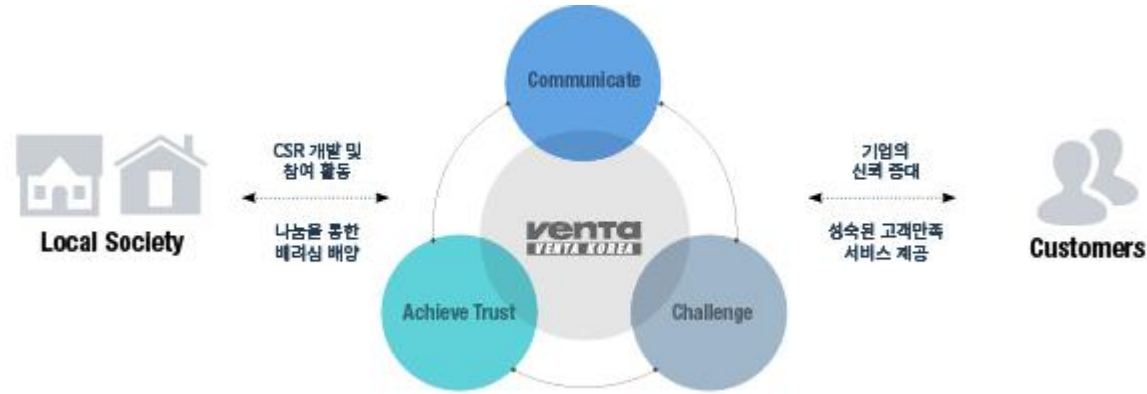 Communicate
CSR 개발 및
참여 활동
나눔을 통한
배려심 배양
Local Society
venta
VENTA KOREA
Achieve Trust
Challenge
기업의
신뢰 증대
성숙된 고객만족
서비스 제공
Customers